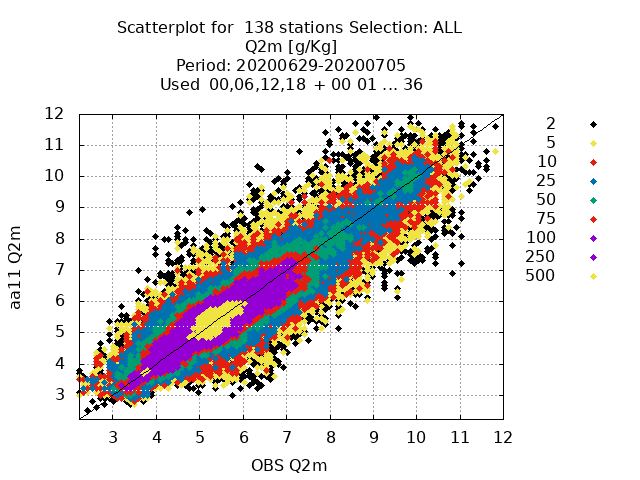 Scatterplot for  138 stations Selection: ALL
Q2m [g/Kg]
Period: 20200629-20200705
Used  00,06,12,18  + 00 01 ... 36
12
11
10
9
8
7
6
5
4
3
aa11 Q2m
3 4 5 6 7 8 9 10 11 12
OBS Q2m
2
5
10
25
50
75
100
250
500